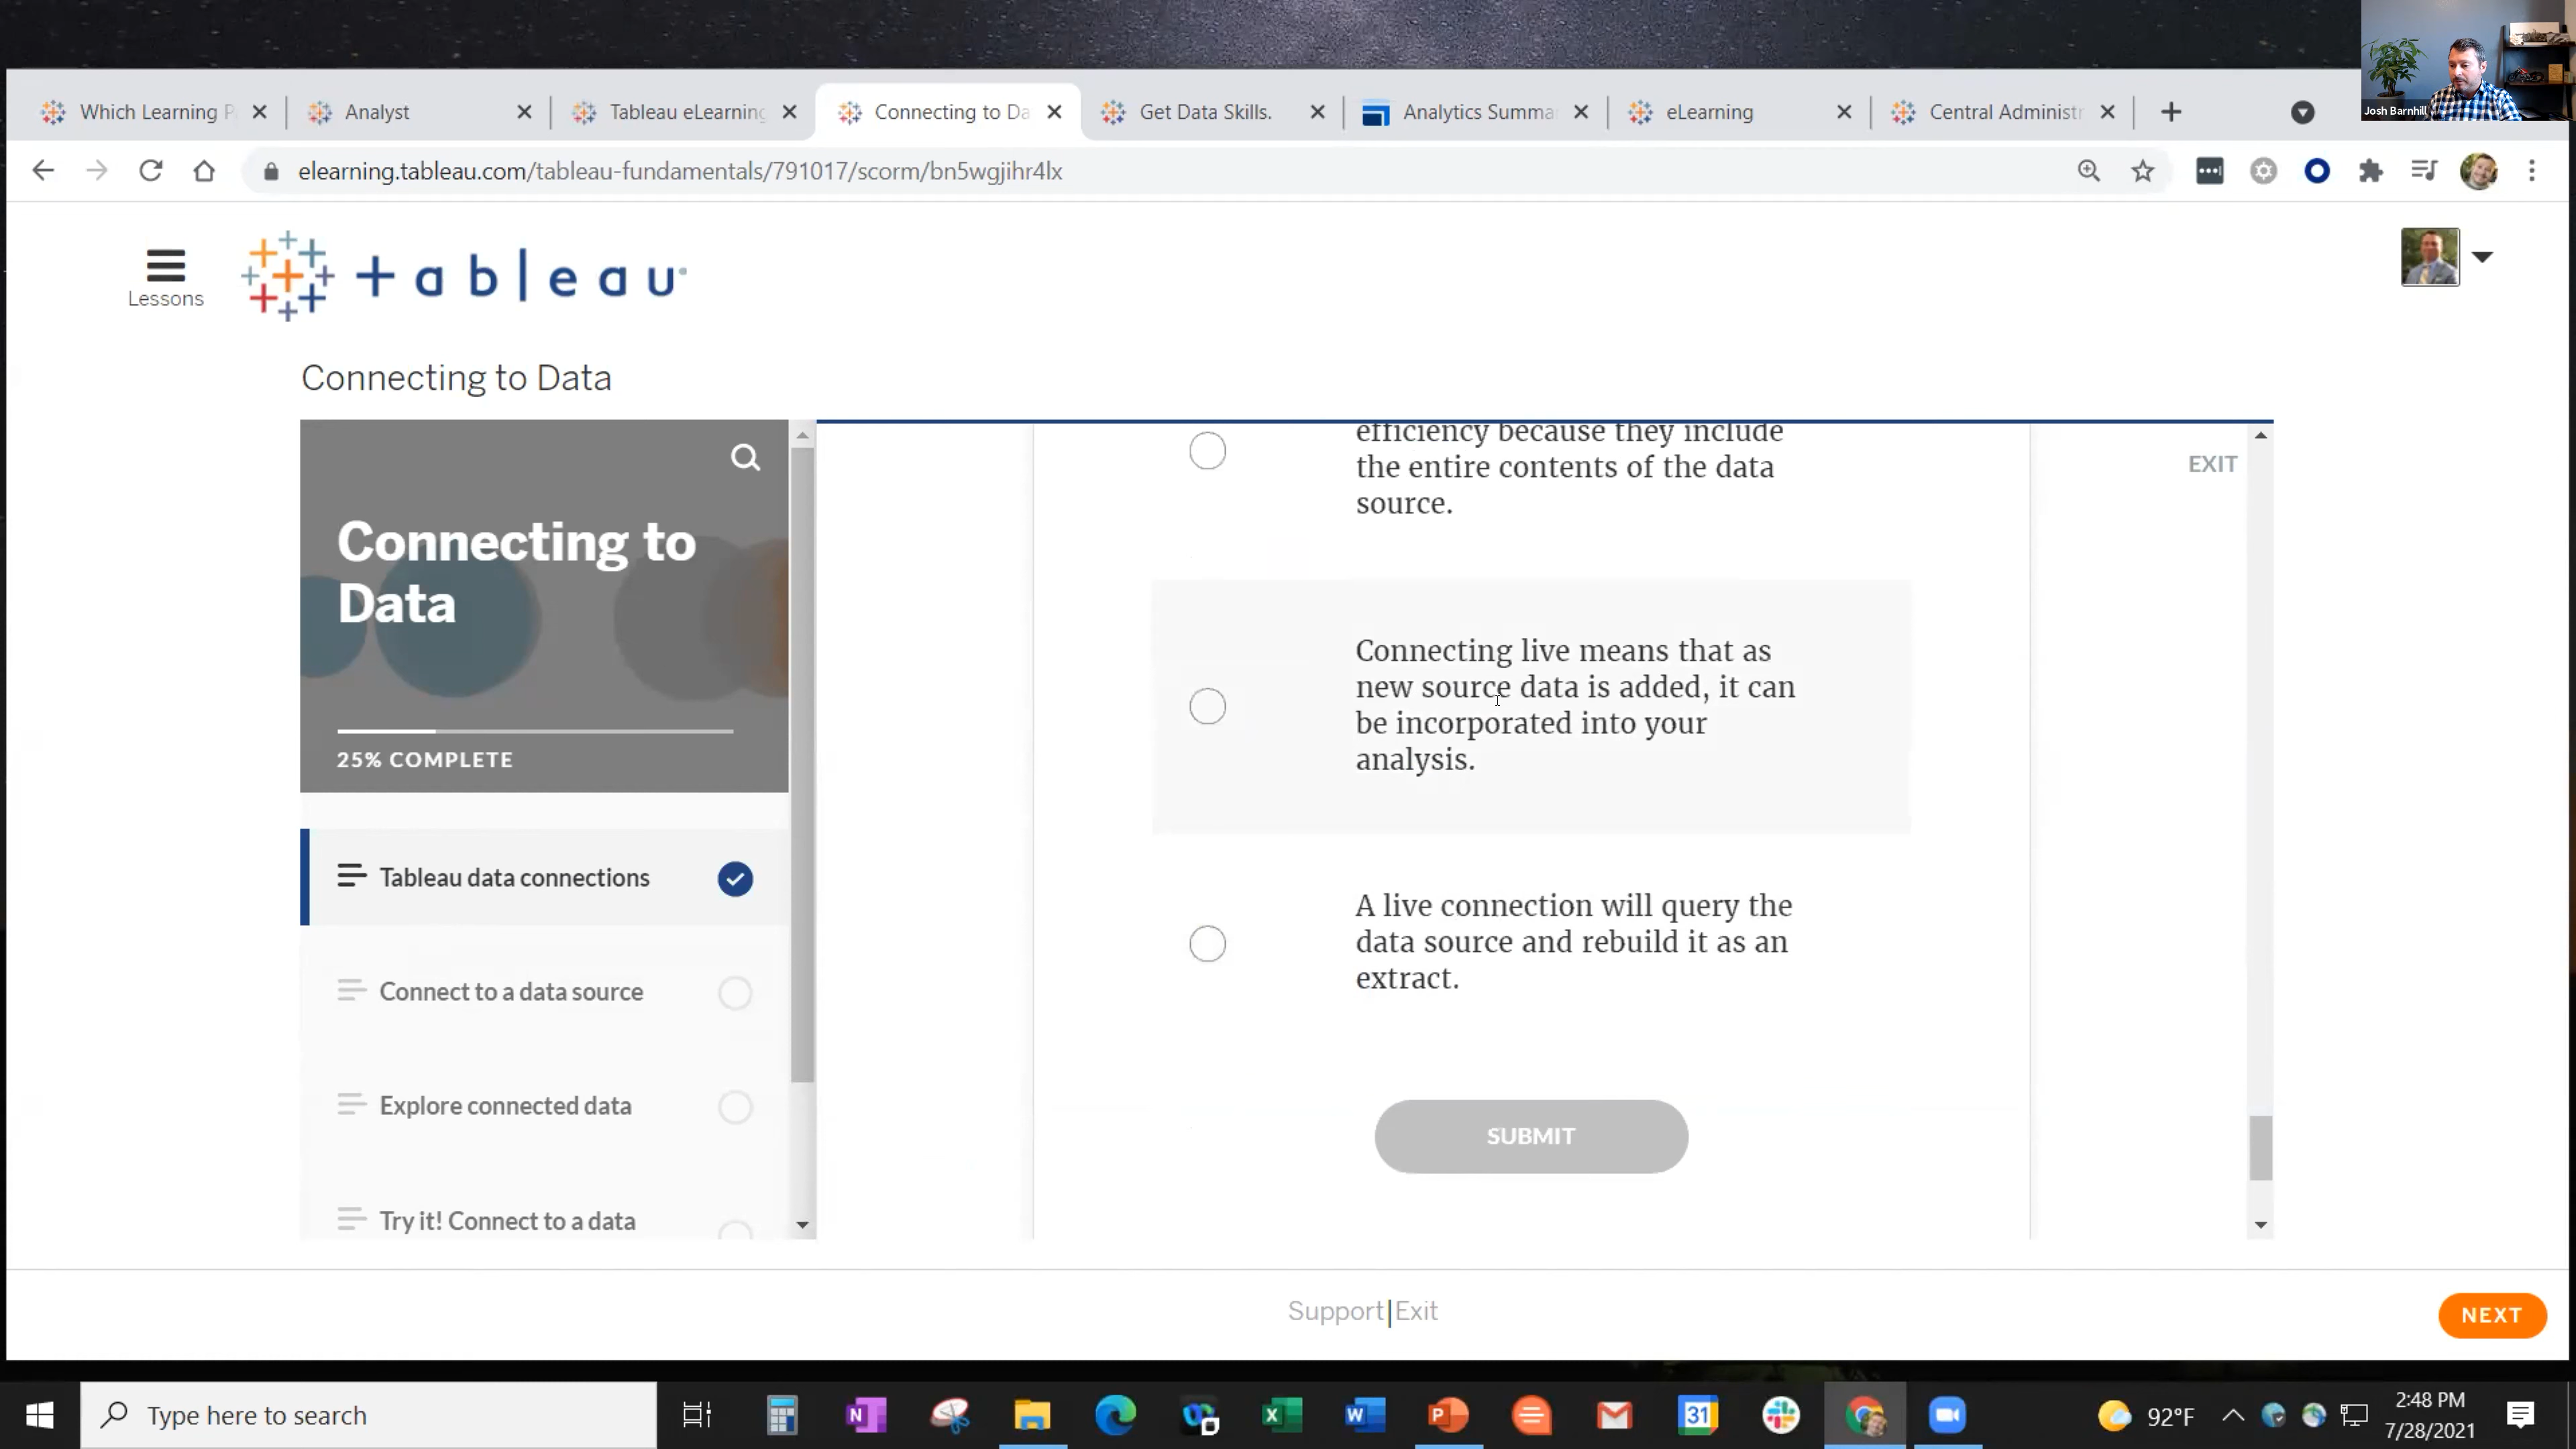 Josh Barnhill
Which Learning P
Analyst
Tableau eLearning
Connecting to Da
Get Data Skills.
Analytics Summa
eLearning
Central Administr
elearning.tableau.com/tableau-fundamentals/791017/scorm/bn5wgjihr4lx
Lessons
+ableau
Connecting to Data
Connecting to
Data
25% COMPLETE
Tableau data connections
Connect to a data source
Explore connected data
Try it! Connect to a data
EXIT
efficiency because they include
the entire contents of the data
source.
Connecting live means that as
new source data is added, it can
be incorporated into your
analysis.
A live connection will query the
data source and rebuild it as an
extract.
SUBMIT
Support|Exit
NEXT
Type here to search
31
92°F
2:48 PM
7/28/2021